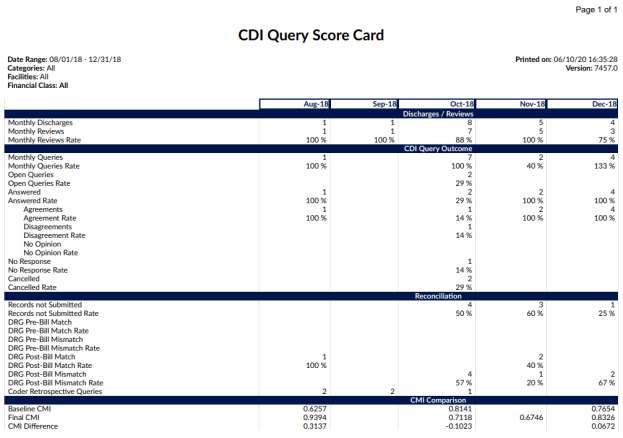 Page 1 of 1
CDI Query Score Card
Date Range: 08/01/18 - 12/31/18 Printed on: 06/10/20 16:35:28
Categories: All Version: 7457.0
Facilities: All
Financial Class: All
Aug-18 Sep-18 Oct-18 Nov-18 Dec-18
Discharges / Reviews
Monthly Discharges 1 1 8 5 4
Monthly Reviews 1 1 7 5 3
Monthly Reviews Rate 100 % 100 % 88 % 100 % 75 %
CDI Query Outcome
Monthly Queries 1 7 2 4
Monthly Queries Rate 100 % 100 % 40 % 133 %
Open Queries 2
Open Queries Rate 29 %
Answered 1 2 2 4
Answered Rate 100 % 29 % 100 % 100 %
Agreements 1 1 2 4
Agreement Rate 100 % 14 % 100 % 100 %
Disagreements 1
Disagreement Rate 14 %
No Opinion
No Opinion Rate
No Response 1
No Response Rate 14 %
Cancelled 2
Cancelled Rate 29 %
Reconciliation
Records not Submitted 4 3 1
Records not Submitted Rate 50 % 60 % 25 %
DRG Pre-Bill Match
DRG Pre-Bill Match Rate
DRG Pre-Bill Mismatch
DRG Pre-Bill Mismatch Rate
DRG Post-Bill Match 1 2
DRG Post-Bill Match Rate 100 % 40 %
DRG Post-Bill Mismatch 4 1 2
DRG Post-Bill Mismatch Rate 57 % 20 % 67 %
Coder Retrospective Queries 2 2 1
CMI Comparison
Baseline CMI 0.6257 0.8141 0.7654
Final CMI 0.9394 0.7118 0.6746 0.8326
CMI Difference 0.3137 -0.1023 0.0672